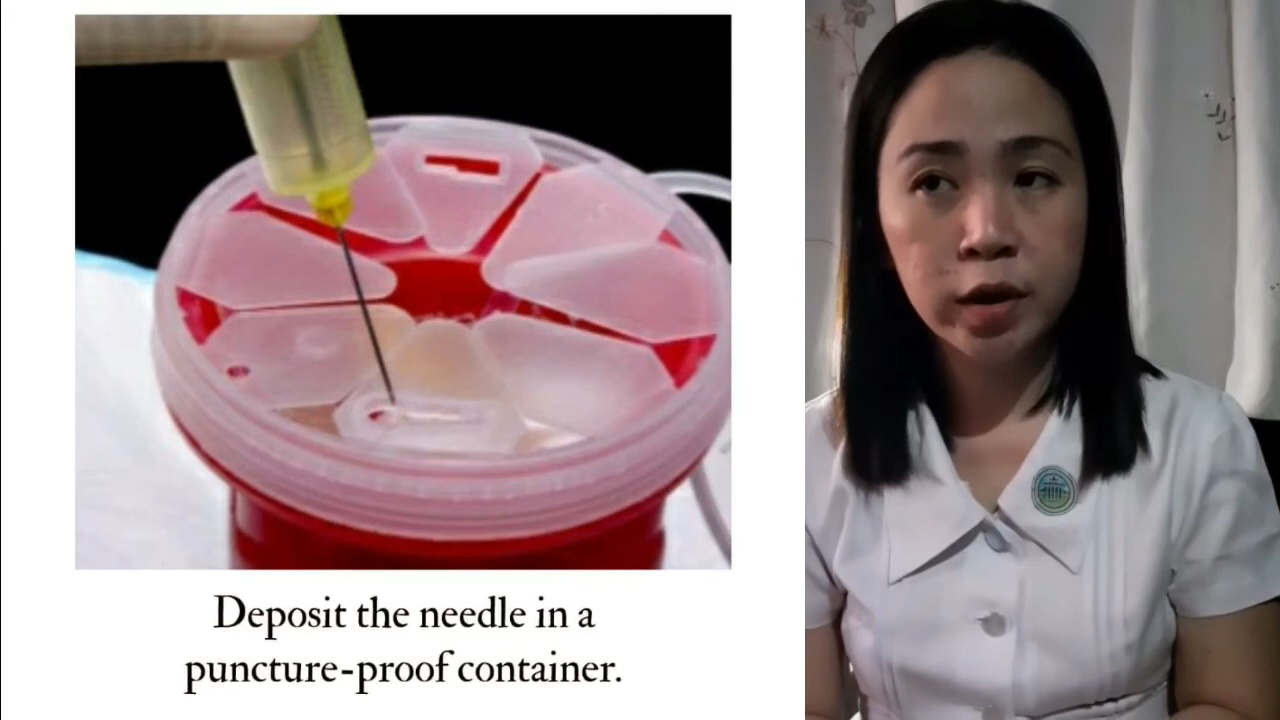 Deposit the needle in a
puncture-proof container.